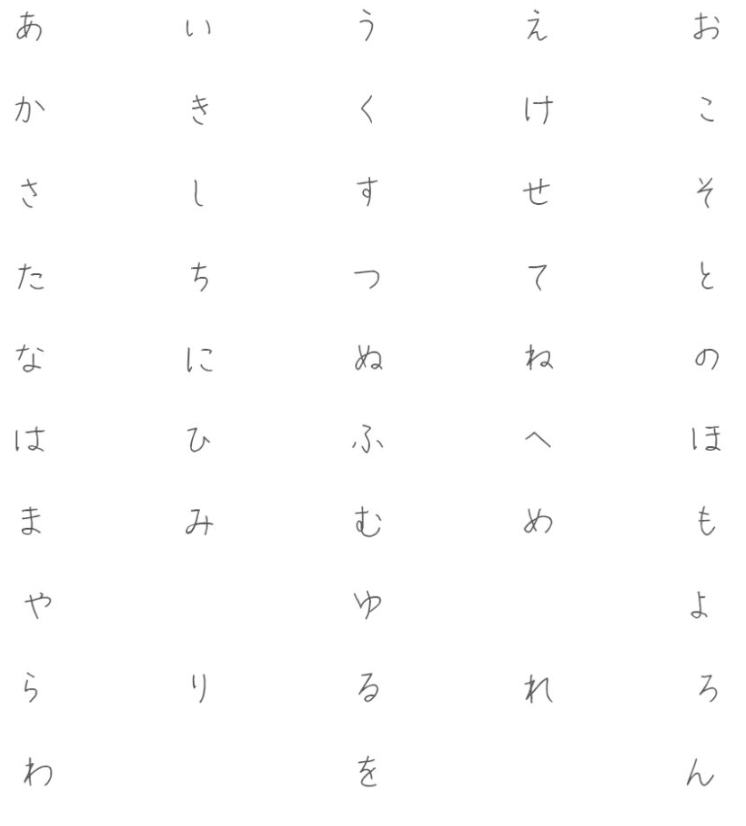 あ い う え お
か き く け こ
さ し す せ そ
た ち つ て と
な に ぬ ね の
は ひ ふ へ ほ
ま み む め も
や ゆ よ
ら り る れ ろ
わ を ん